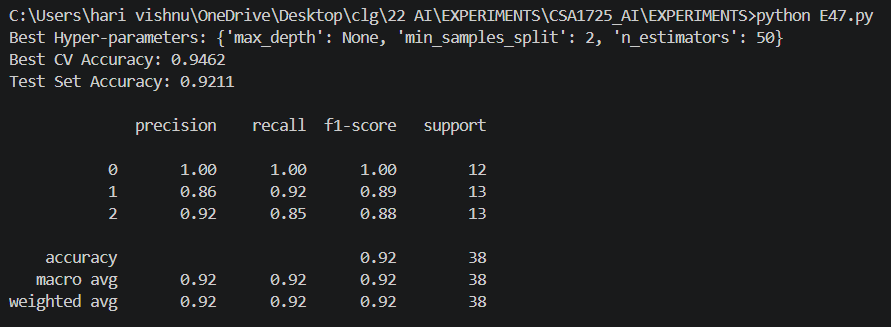 C:\Users\hari vishnu\OneDrive\Desktop\clg\22 AI\EXPERIMENTS\CSA1725_AI\EXPERIMENTS>python E47.py
Best Hyper-parameters: {'max_depth': None, 'min_samples_split': 2, 'n_estimators': 50}
Best CV Accuracy: 0.9462
Test Set Accuracy: 0.9211
precision recall f1-score support
0 1.00 1.00 1.00 12
1 0.86 0.92 0.89 13
2 0.92 0.85 0.88 13
accuracy 0.92 38
macro avg 0.92 0.92 0.92 38
weighted avg 0.92 0.92 0.92 38